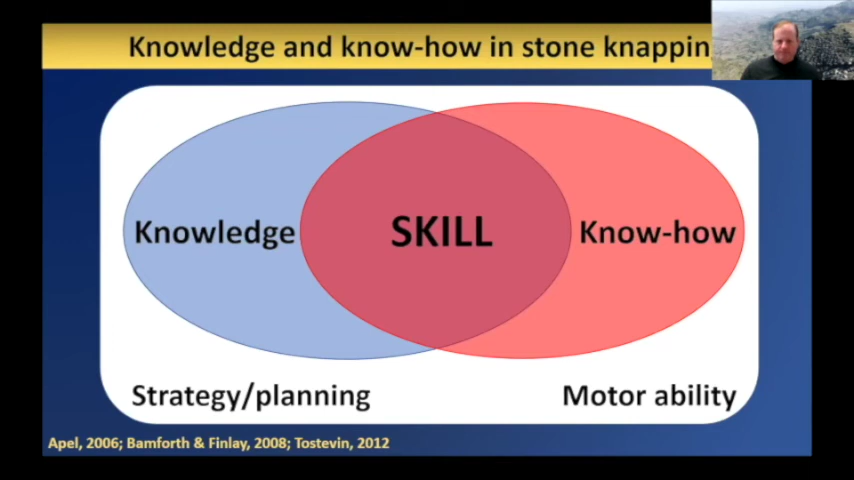 Knowledge and know-how in stone knappin
Knowledge
SKILL
Know-how
Strategy/planning
Motor ability
Apel, 2006; Bamforth & Finlay, 2008; Tostevin, 2012